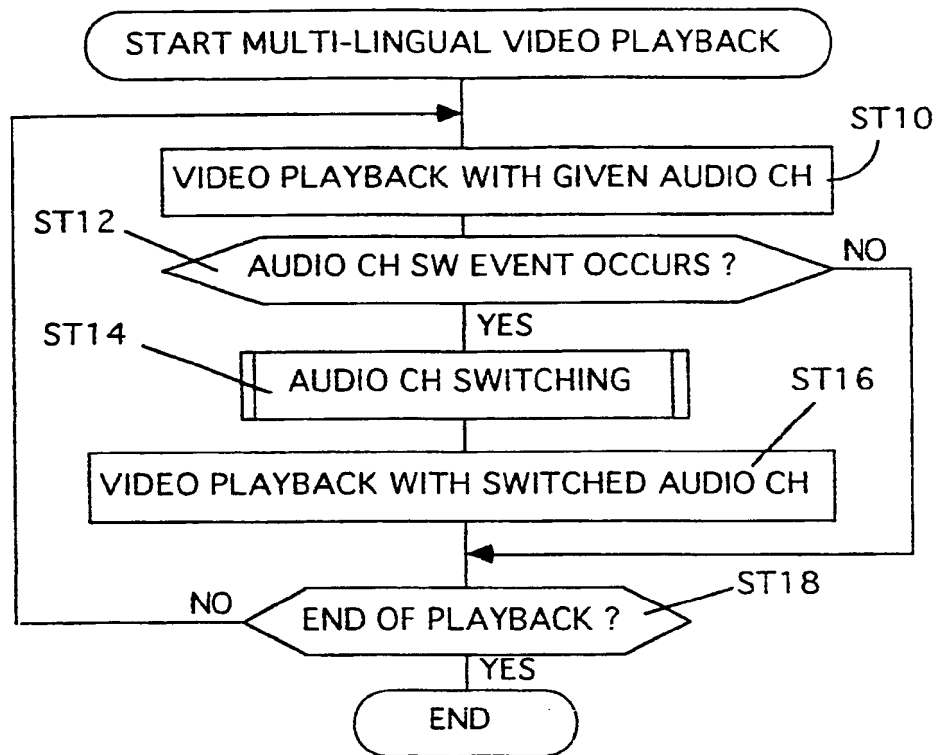 START MULTI-LINGUAL VIDEO PLAYBACK
ST10
VIDEO PLAYBACK WITH GIVEN AUDIO CH
ST12
AUDIO CH SW EVENT OCCURS ?
NO
YES
ST14
AUDIO CH SWITCHING
ST16
VIDEO PLAYBACK WITH SWITCHED AUDIO CH
ST18
NO
END OF PLAYBACK ?
YES
END